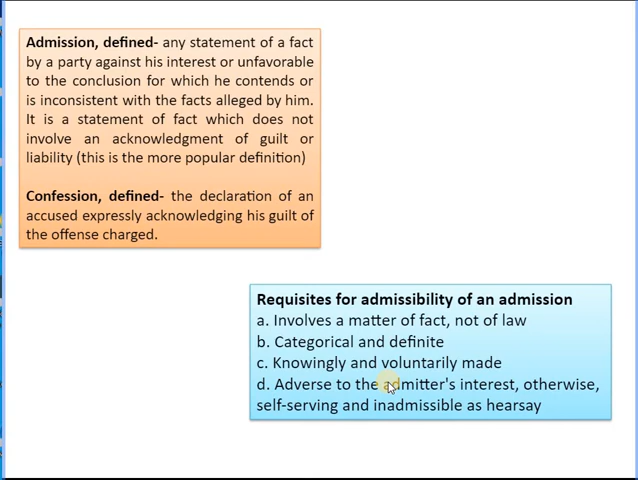 Admission, defined- any statement of a fact
by a party against his interest or unfavorable
to the conclusion for which he contends or
is inconsistent with the facts alleged by him.
It is a statement of fact which does not
involve an acknowledgment of guilt or
liability (this is the more popular definition)
Confession, defined- the declaration of an
accused expressly acknowledging his guilt of
the offense charged.
Requisites for admissibility of an admission
a. Involves a matter of fact, not of law
b. Categorical and definite
c. Knowingly and voluntarily made
d. Adverse to the admitter's interest, otherwise,
self-serving and inadmissible as hearsay